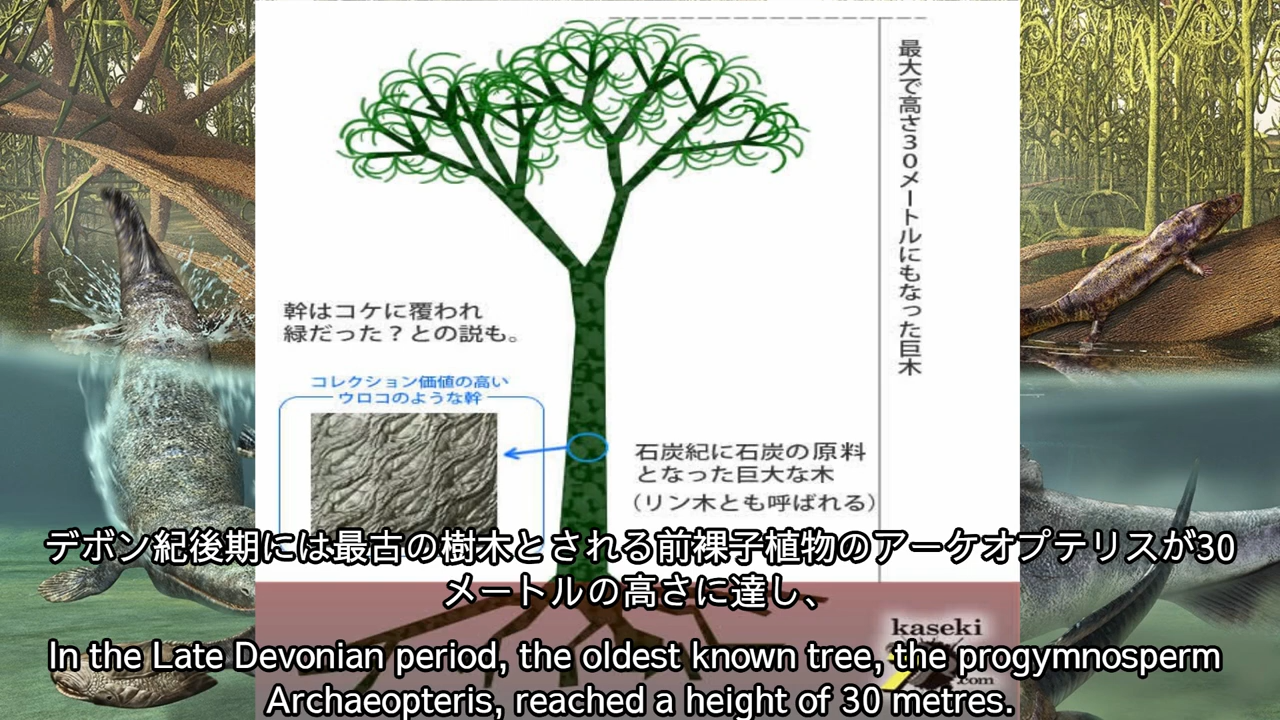 最大で高さ30メートルにもなった巨木
幹はコケに覆われ
緑だった？との説も。
コレクション価値の高い
ウロコのような幹
石炭紀に石炭の原料
となった巨大な木
（リン木とも呼ばれる）
デボン紀後期には最古の樹木とされる前裸子植物のアーケオプテリスが30
メートルの高さに達し、
kaseki
.com
In the Late Devonian period, the oldest known tree, the progymnosperm
Archaeopteris, reached a height of 30 metres.